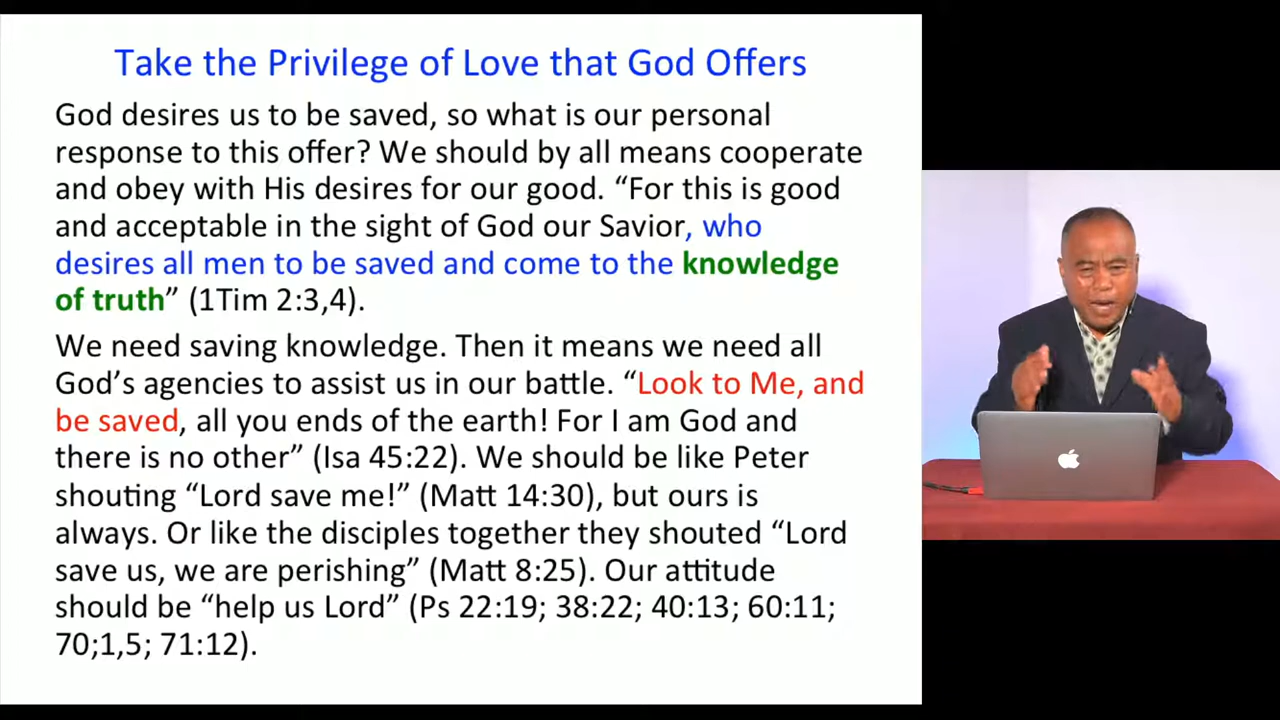 Take the Privilege of Love that God Offers
God desires us to be saved, so what is our personal
response to this offer? We should by all means cooperate
and obey with His desires for our good. “For this is good
and acceptable in the sight of God our Savior, who
desires all men to be saved and come to the knowledge
of truth” (1Tim 2:3,4).
We need saving knowledge. Then it means we need all
God’s agencies to assist us in our battle. “Look to Me, and
be saved, all you ends of the earth! For I am God and
there is no other” (Isa 45:22). We should be like Peter
shouting “Lord save me!” (Matt 14:30), but ours is
always. Or like the disciples together they shouted “Lord
save us, we are perishing” (Matt 8:25). Our attitude
should be “help us Lord” (Ps 22:19; 38:22; 40:13; 60:11;
70;1,5; 71:12).